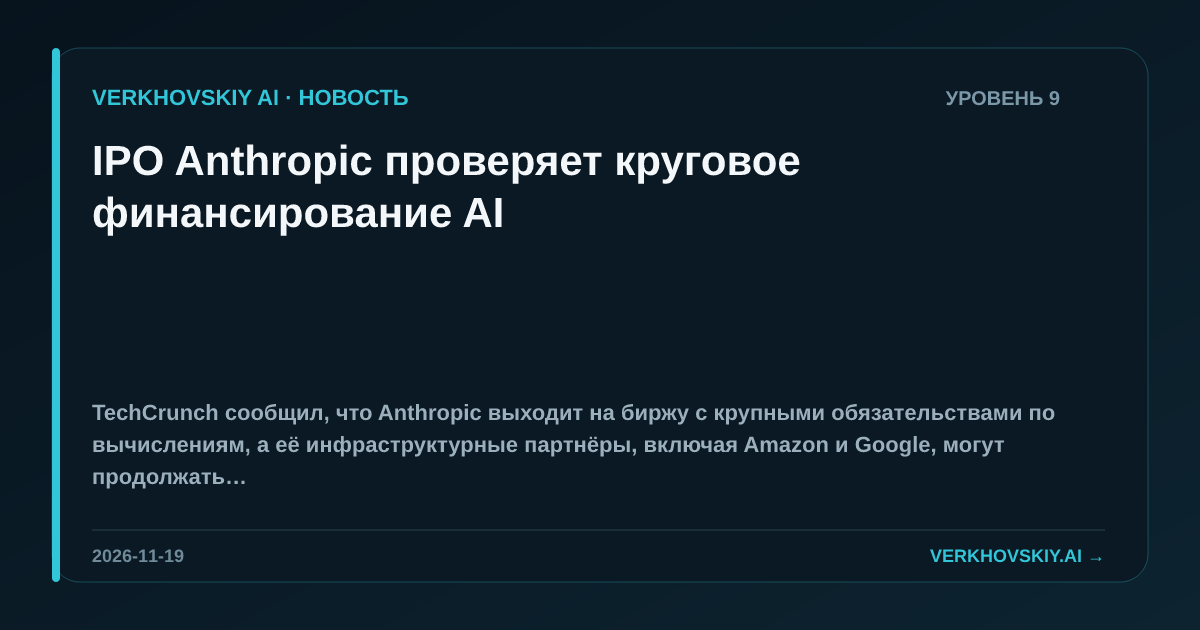 VERKHOVSKIY AI · НОВОСТЬ
УРОВЕНЬ 9
IPO Anthropic проверяет круговое
финансирование AI
TechCrunch сообщил, что Anthropic выходит на биржу с крупными обязательствами по
вычислениям, а её инфраструктурные партнёры, включая Amazon и Google, могут
продолжать…
2026-11-19
VERKHOVSKIY.AI →